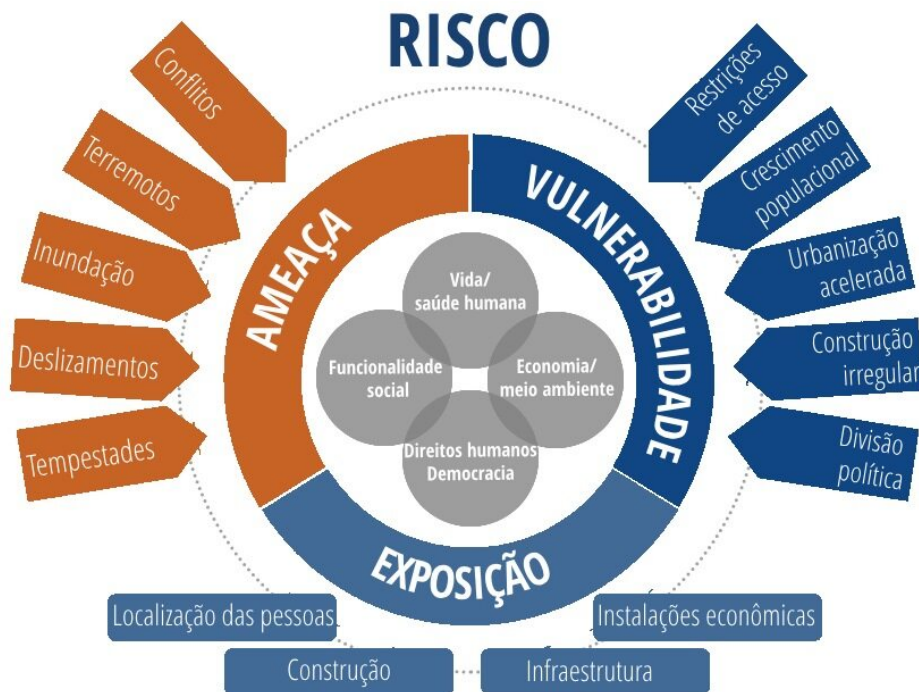 RISCO
Conflitos
Terremotos
Inundação
Deslizamentos
Tempestades
AMEAÇA
VULNERABILIDADE
EXPOSIÇÃO
Vida/
saúde humana
Funcionalidade
social
Economia/
meio ambiente
Direitos humanos
Democracia
Restrições
de acesso
Crescimento
populacional
Urbanização
acelerada
Construção
irregular
Divisão
política
Localização das pessoas
Construção
Infraestrutura
Instalações econômicas